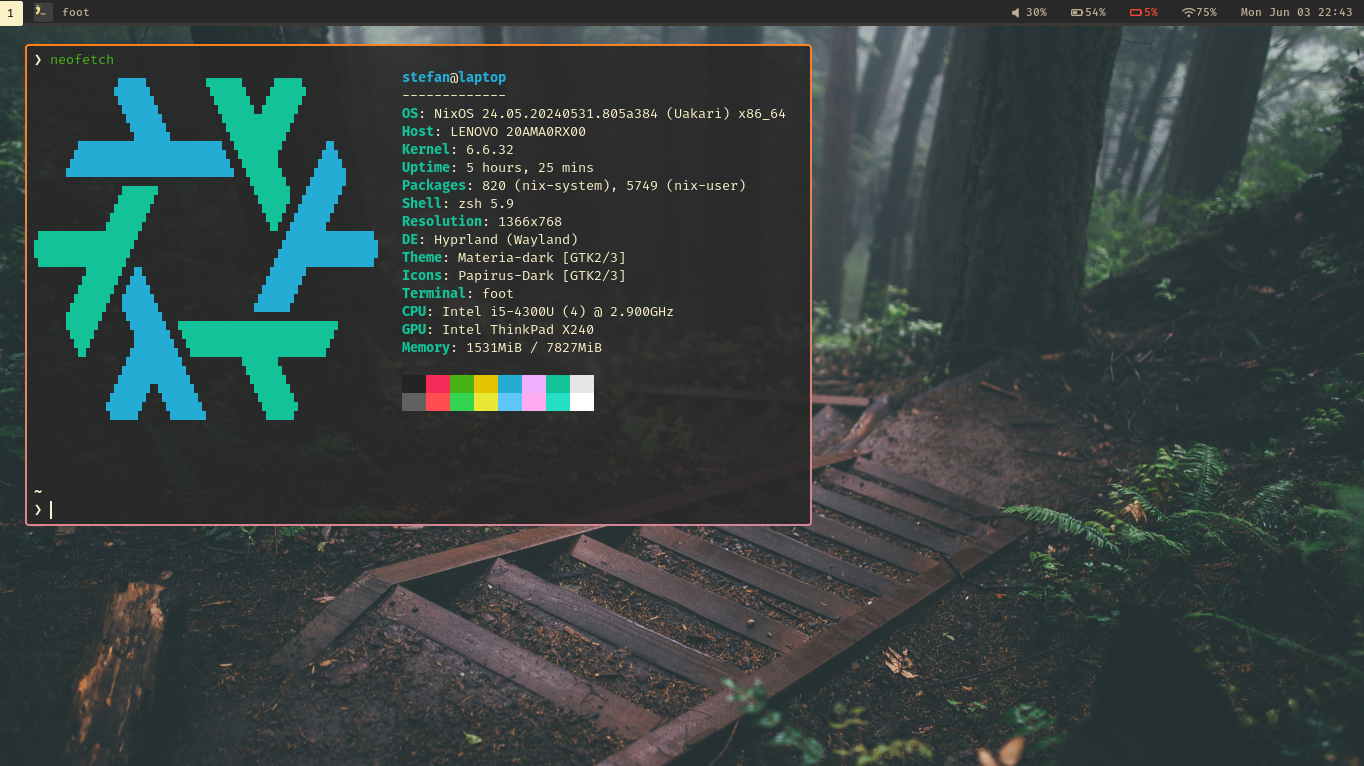 1 foot 30% 54% 5% 75% Mon Jun 03 22:43
❯ neofetch
stefan@laptop
-------------
OS: NixOS 24.05.20240531.805a384 (Uakari) x86_64
Host: LENOVO 20AMA0RX00
Kernel: 6.6.32
Uptime: 5 hours, 25 mins
Packages: 820 (nix-system), 5749 (nix-user)
Shell: zsh 5.9
Resolution: 1366x768
DE: Hyprland (Wayland)
Theme: Materia-dark [GTK2/3]
Icons: Papirus-Dark [GTK2/3]
Terminal: foot
CPU: Intel i5-4300U (4) @ 2.900GHz
GPU: Intel ThinkPad X240
Memory: 1531MiB / 7827MiB
~
❯